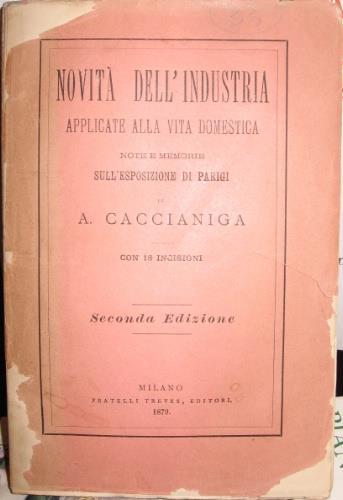 NOVITÀ DELL'INDUSTRIA
APPLICATE ALLA VITA DOMESTICA
NOTE E MEMORIE
SULL'ESPOSIZIONE DI PARIGI
DI
A. CACCIANIGA
CON 18 INCISIONI
Seconda Edizione
MILANO
FRATELLI TREVES, EDITORI.
1879.